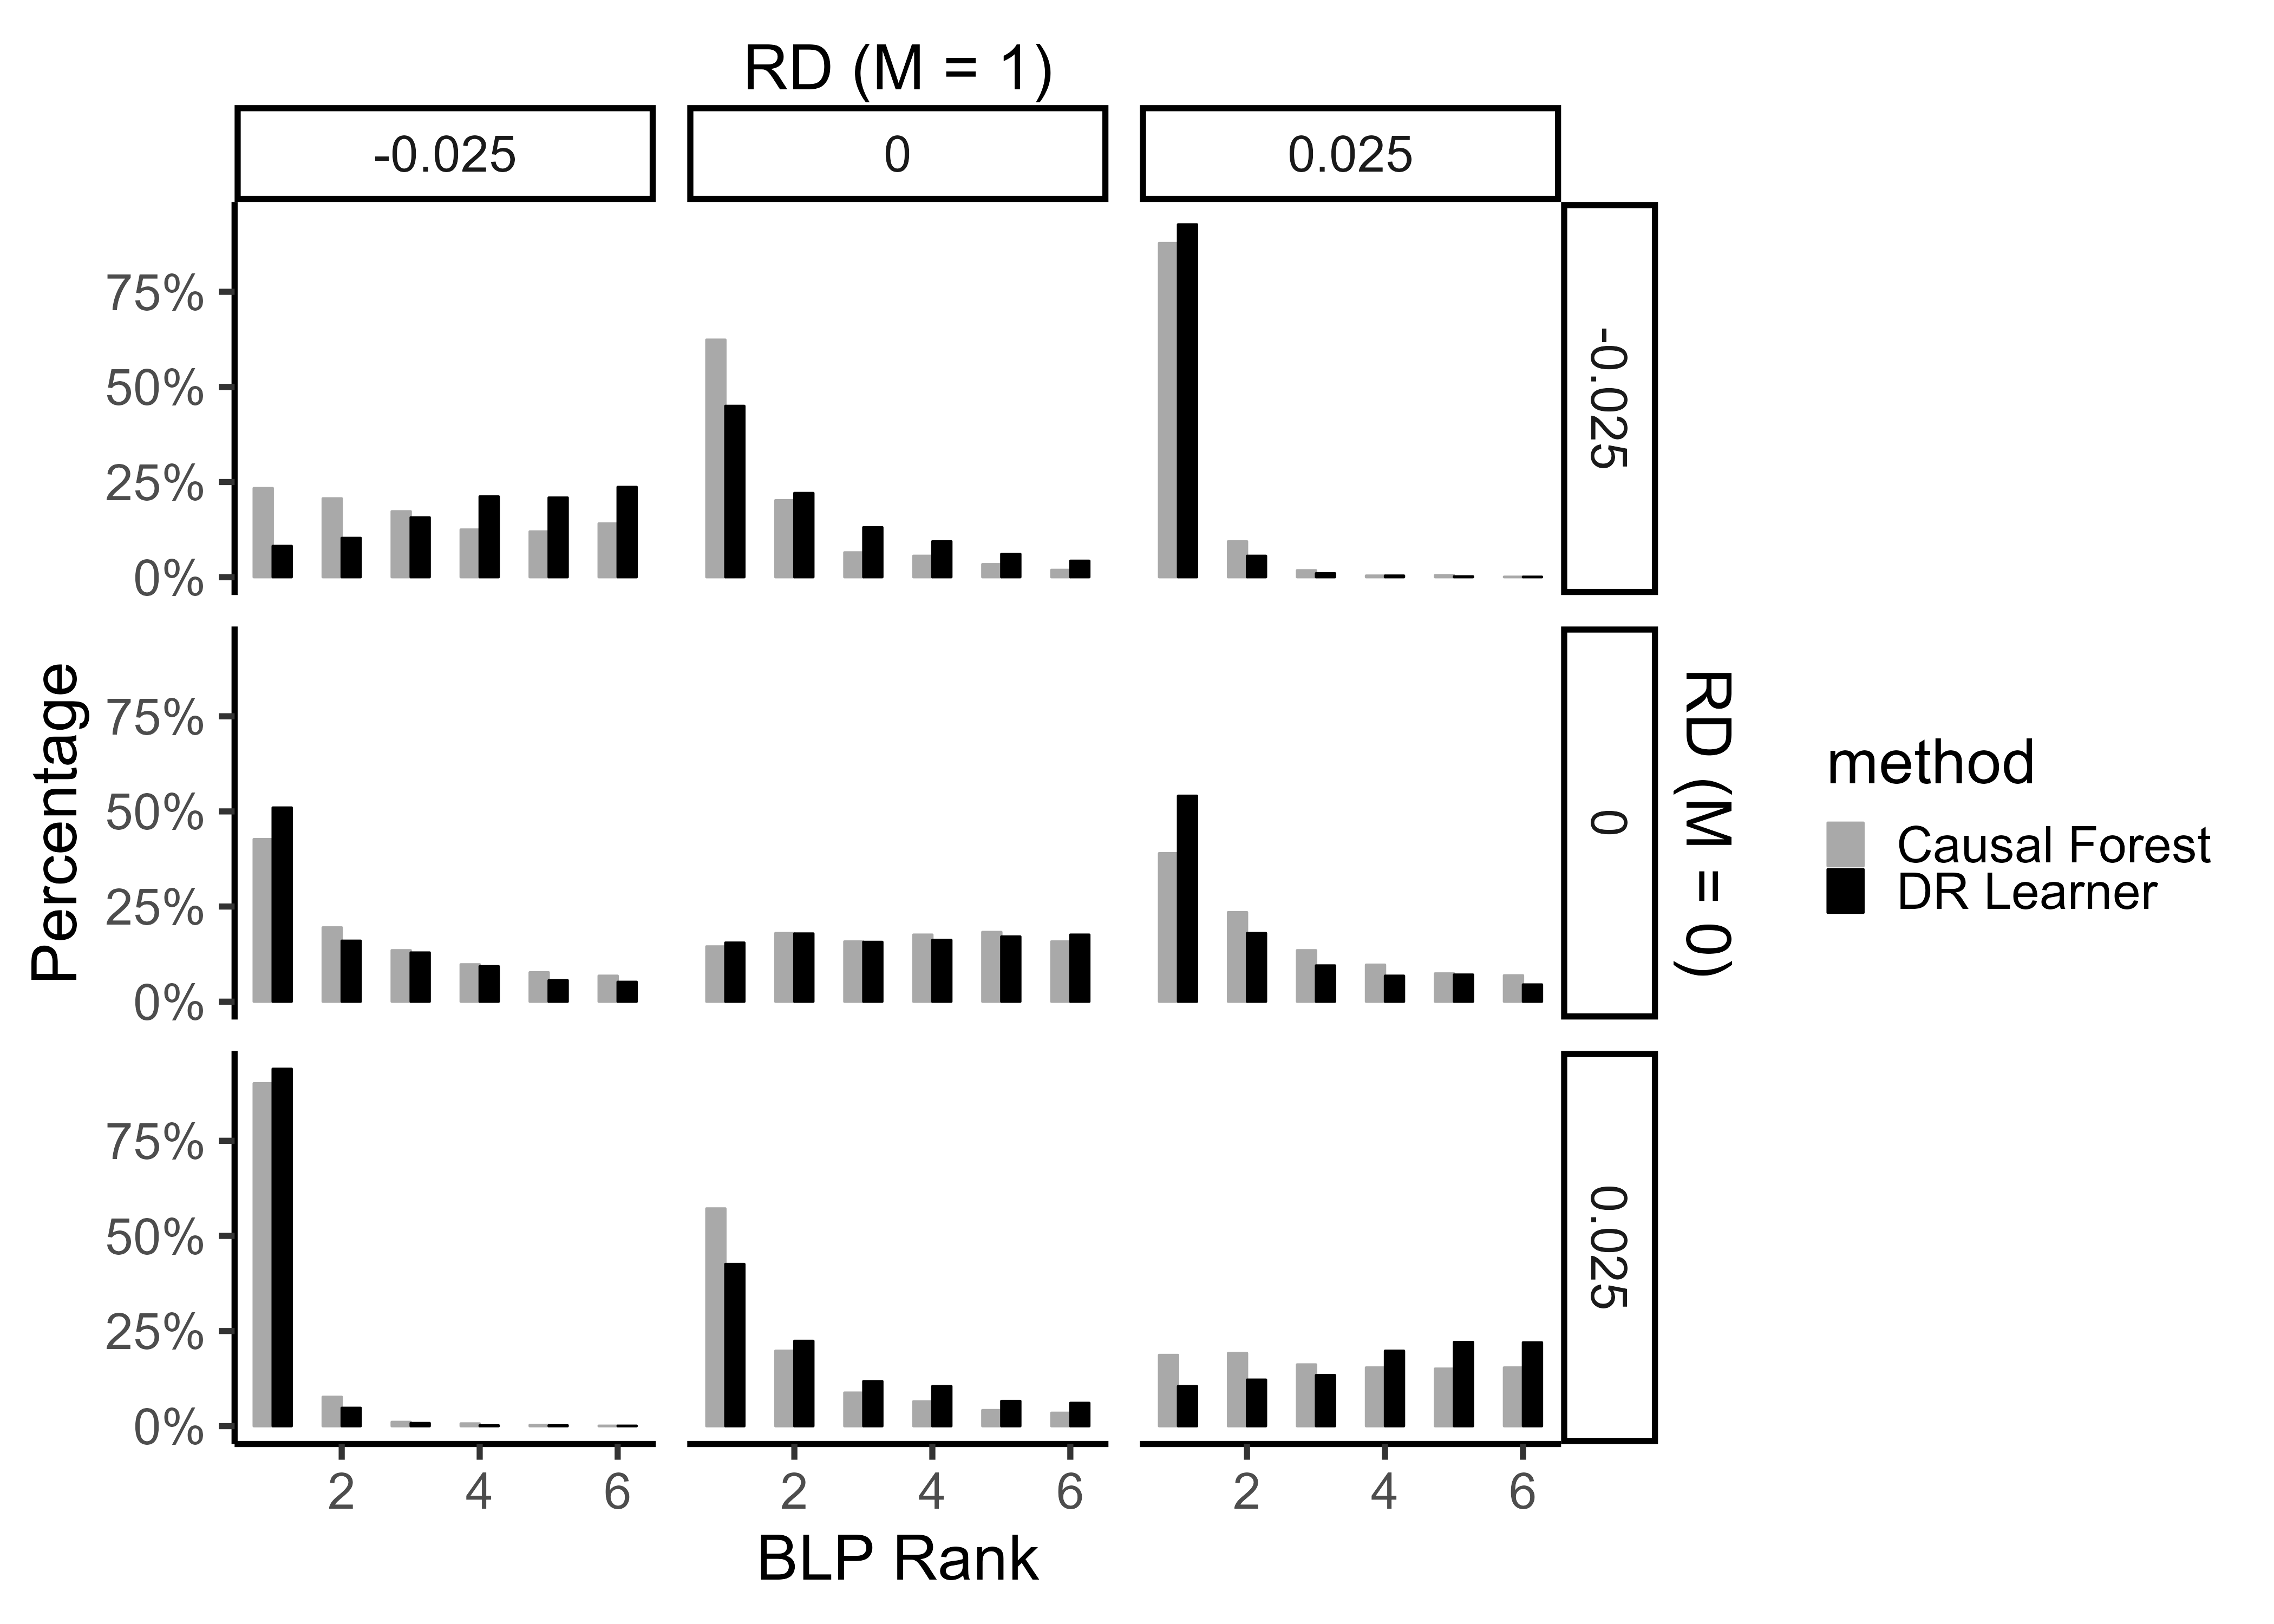 RD (M = 1)
-0.025 0 0.025
75%
50%
25%
0%
-0.025
75%
50%
25%
0%
0
75%
50%
25%
0%
0.025
Percentage
RD (M = 0)
2 4 6 2 4 6 2 4 6
BLP Rank
method
Causal Forest
DR Learner